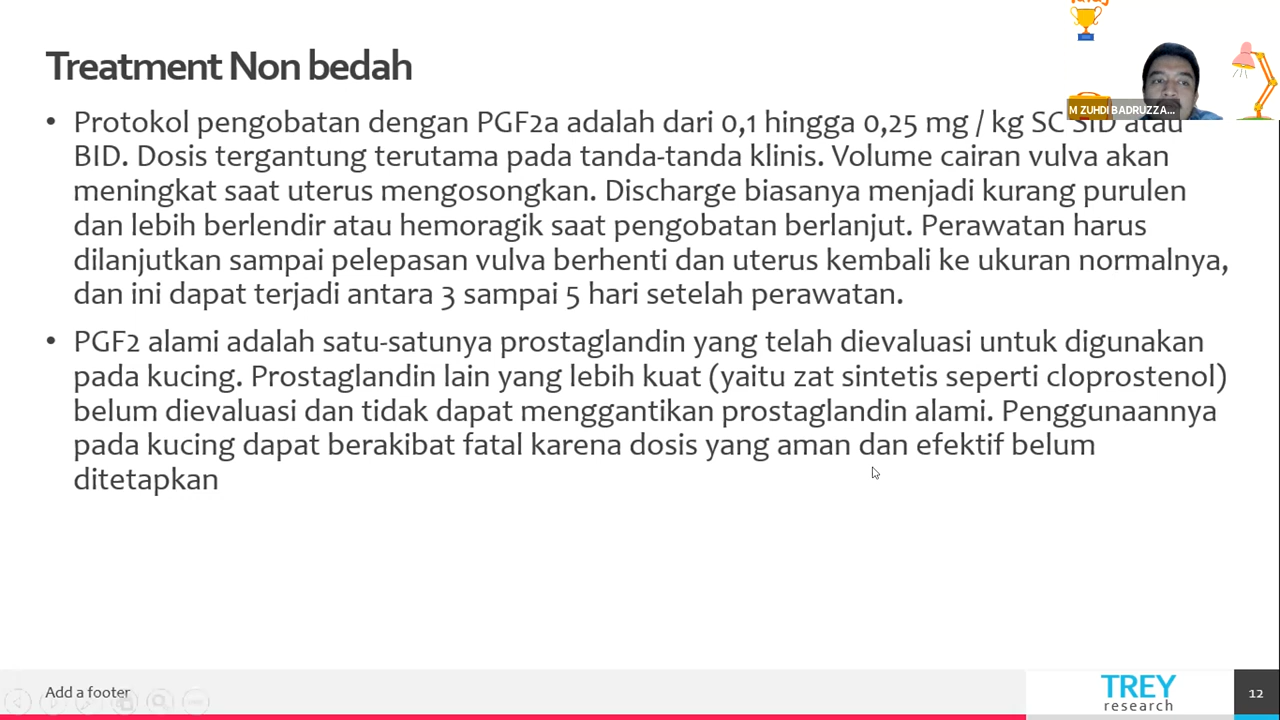 Treatment Non bedah
M ZUHDI BADRUZZA...
• Protokol pengobatan dengan PGF2a adalah dari 0,1 hingga 0,25 mg / kg SC SID atau
BID. Dosis tergantung terutama pada tanda-tanda klinis. Volume cairan vulva akan
meningkat saat uterus mengosongkan. Discharge biasanya menjadi kurang purulen
dan lebih berlendir atau hemoragik saat pengobatan berlanjut. Perawatan harus
dilanjutkan sampai pelepasan vulva berhenti dan uterus kembali ke ukuran normalnya,
dan ini dapat terjadi antara 3 sampai 5 hari setelah perawatan.
• PGF2 alami adalah satu-satunya prostaglandin yang telah dievaluasi untuk digunakan
pada kucing. Prostaglandin lain yang lebih kuat (yaitu zat sintetis seperti cloprostenol)
belum dievaluasi dan tidak dapat menggantikan prostaglandin alami. Penggunaannya
pada kucing dapat berakibat fatal karena dosis yang aman dan efektif belum
ditetapkan
Add a footer
TREY
research
12